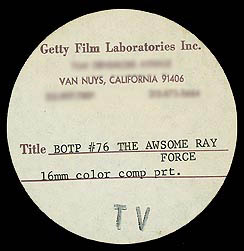 Getty Film Laboratories Inc.
VAN NUYS, CALIFORNIA 91406
Title BOTP #76 THE AWSOME RAY
FORCE
16mm color comp prt.
TV